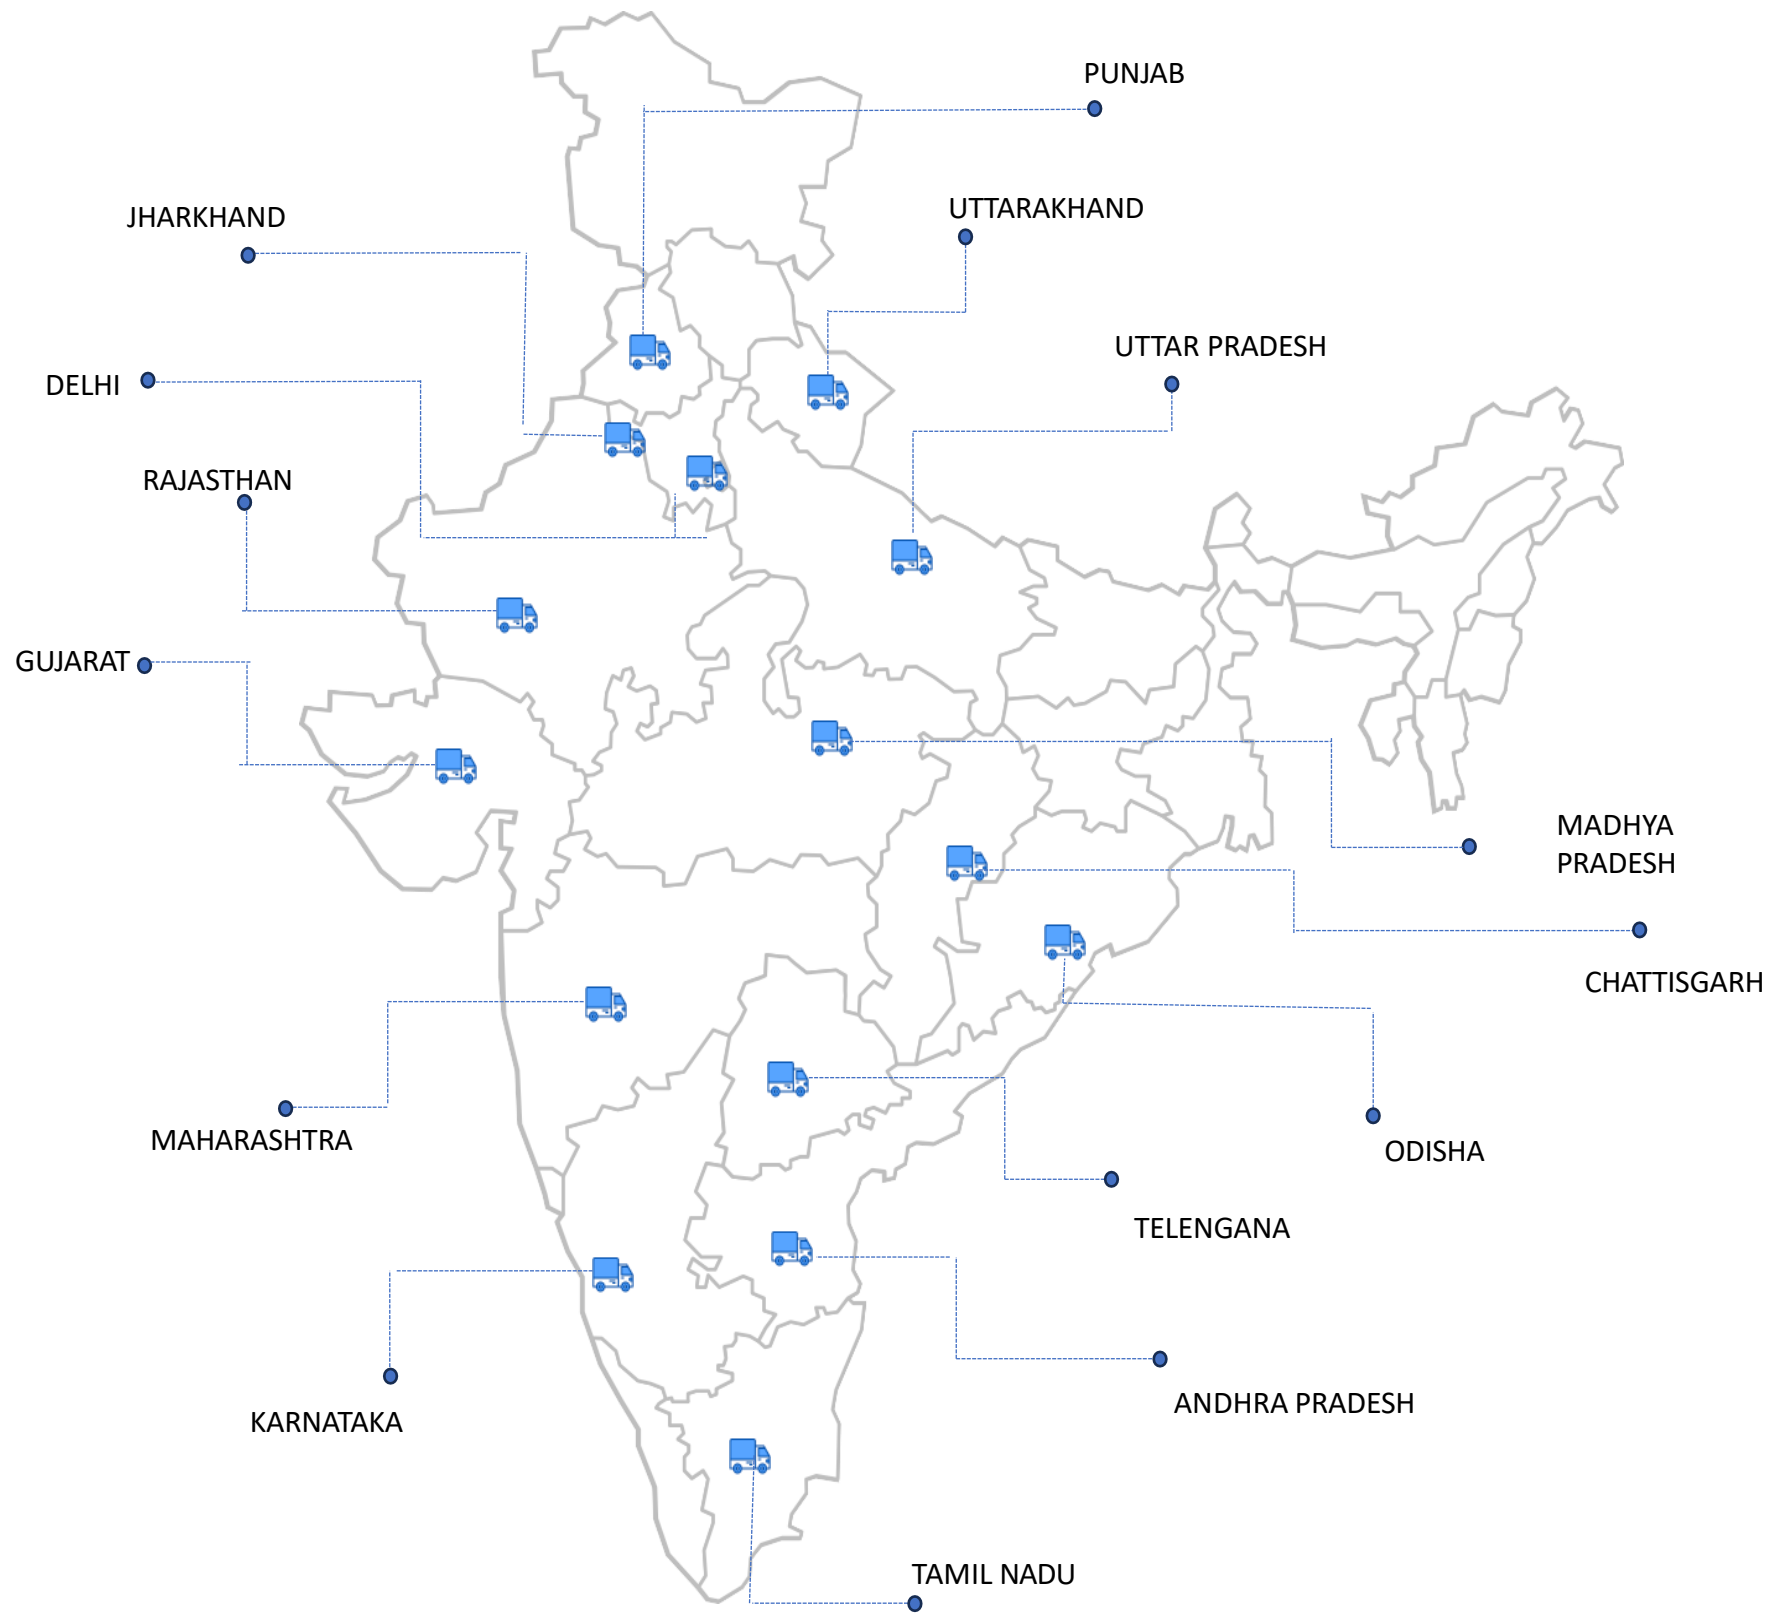 PUNJAB
UTTARAKHAND
JHARKHAND
UTTAR PRADESH
DELHI
RAJASTHAN
GUJARAT
MADHYA
PRADESH
CHATTISGARH
MAHARASHTRA
ODISHA
TELENGANA
KARNATAKA
ANDHRA PRADESH
TAMIL NADU